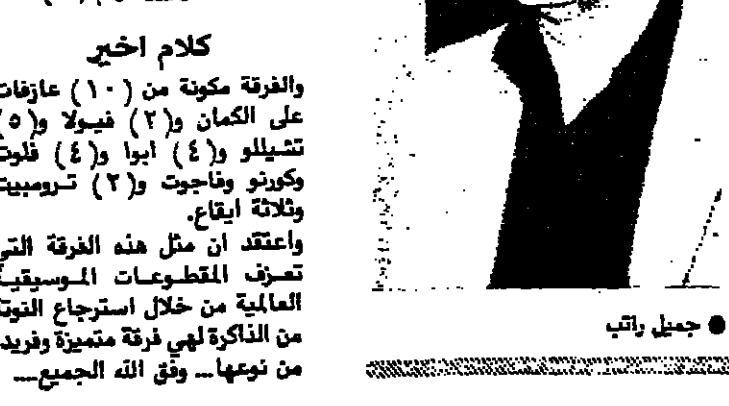 كلام اخير
والفرقة مكونة من (١٠) عازفات
على الكمان و(٢) فيولا و(٥)
تشيللو و(٤) ابوا و(٤) فلوت
وكورنو وفاجوت و(٢) ترومبيت
وثلاثة ايقاع.
واعتقد ان مثل هذه الفرقة التي
تعزف المقطوعات الموسيقية
العالمية من خلال استرجاع النوتة
من الذاكرة لهي فرقة متميزة وفريدة
من نوعها... وفق الله الجميع....
● جميل راتب